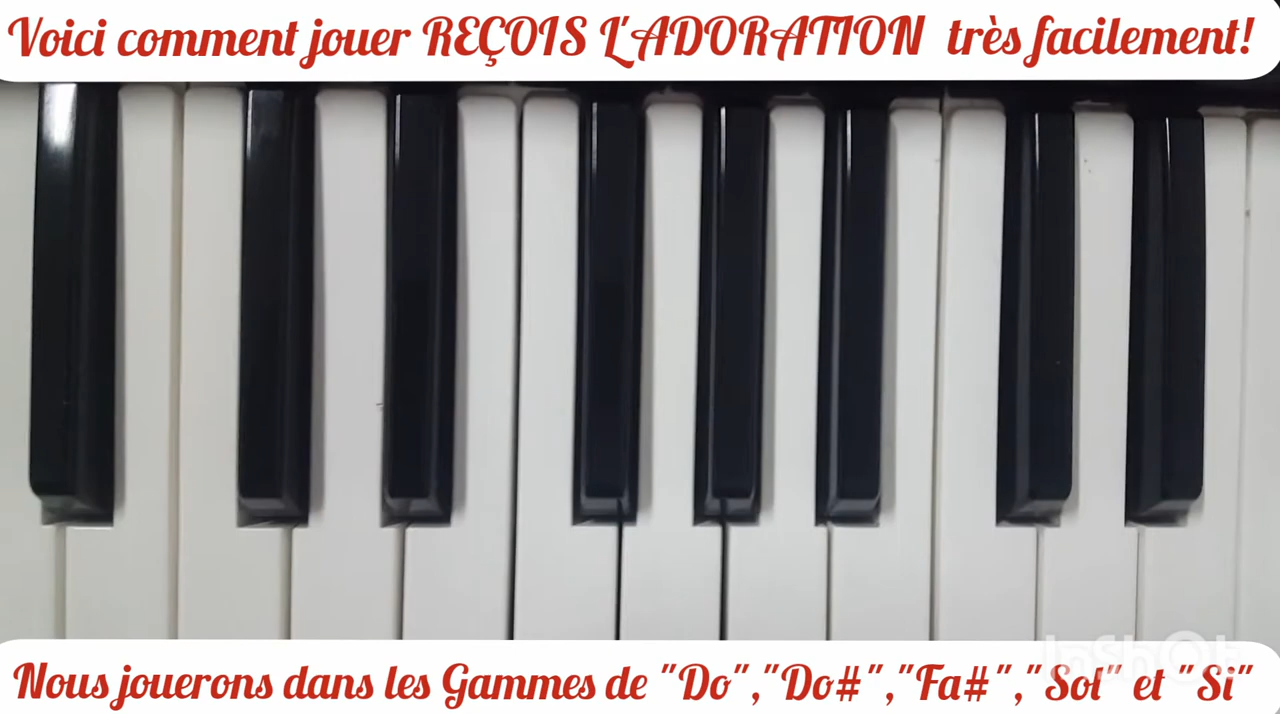 Voici comment jouer REÇOIS L'ADORATION très facilement!
InShOt
Nous jouerons dans les Gammes de "Do","Do#","Fa#","Sol" et "Si"